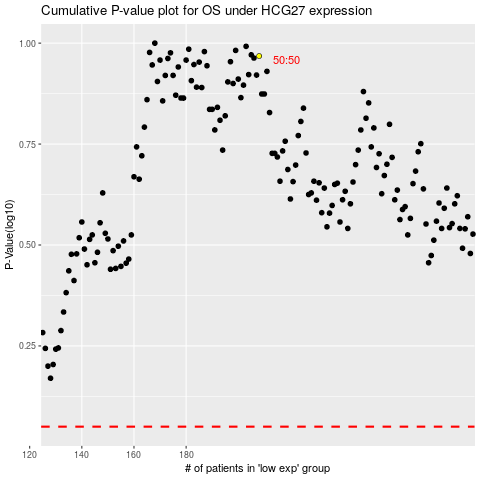 Cumulative P-value plot for OS under HCG27 expression
1.00
0.75
0.50
0.25
P-Value(log10)
50:50
120 140 160 180
# of patients in 'low exp' group